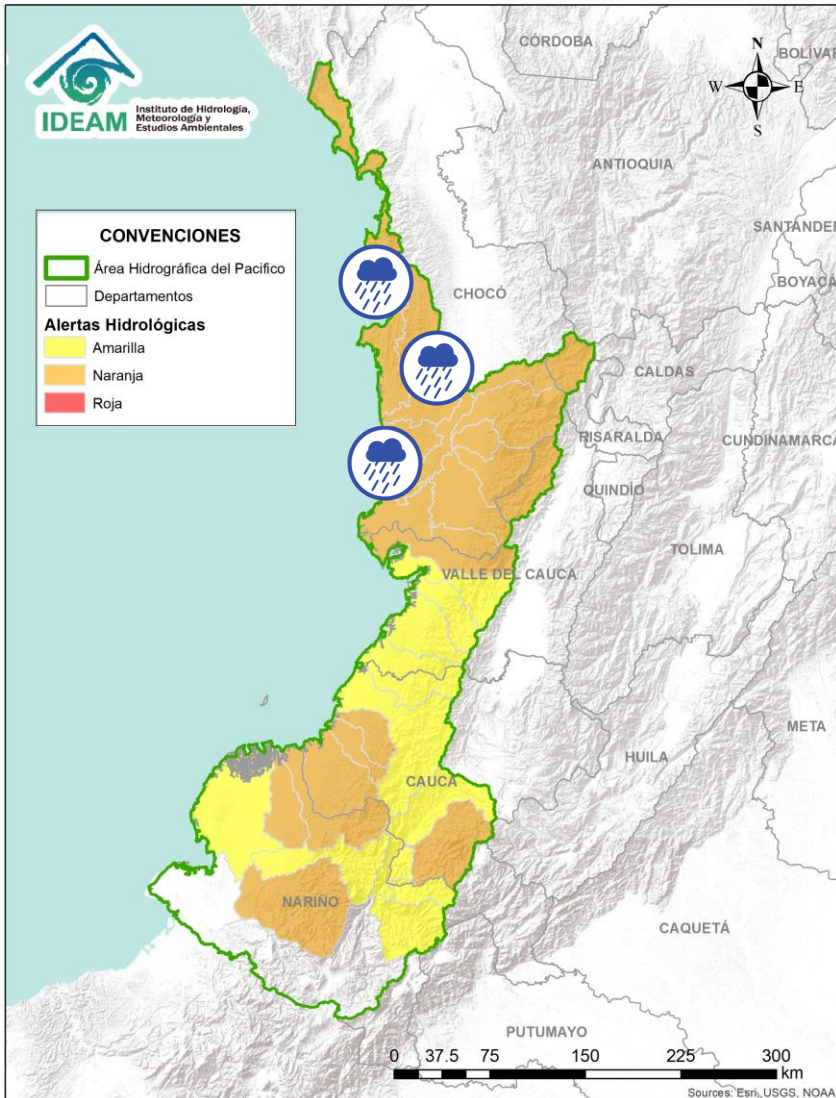 CÓRDOBA
BOLÍVAR
N
W
E
S
IDEAM
Instituto de Hidrología,
Meteorología y
Estudios Ambientales
ANTIOQUIA
SANTANDER
CONVENCIONES
Área Hidrográfica del Pacifico
Departamentos
Alertas Hidrológicas
Amarilla
Naranja
Roja
BOYACÁ
CHOCÓ
CALDAS
RISARALDA
CUNDINAMARCA
QUINDÍO
TOLIMA
VALLE DEL CAUCA
META
HUILA
CAUCA
NARIÑO
CAQUETÁ
PUTUMAYO
0 37.5 75 150 225 300
km
Sources: Esri, USGS, NOAA